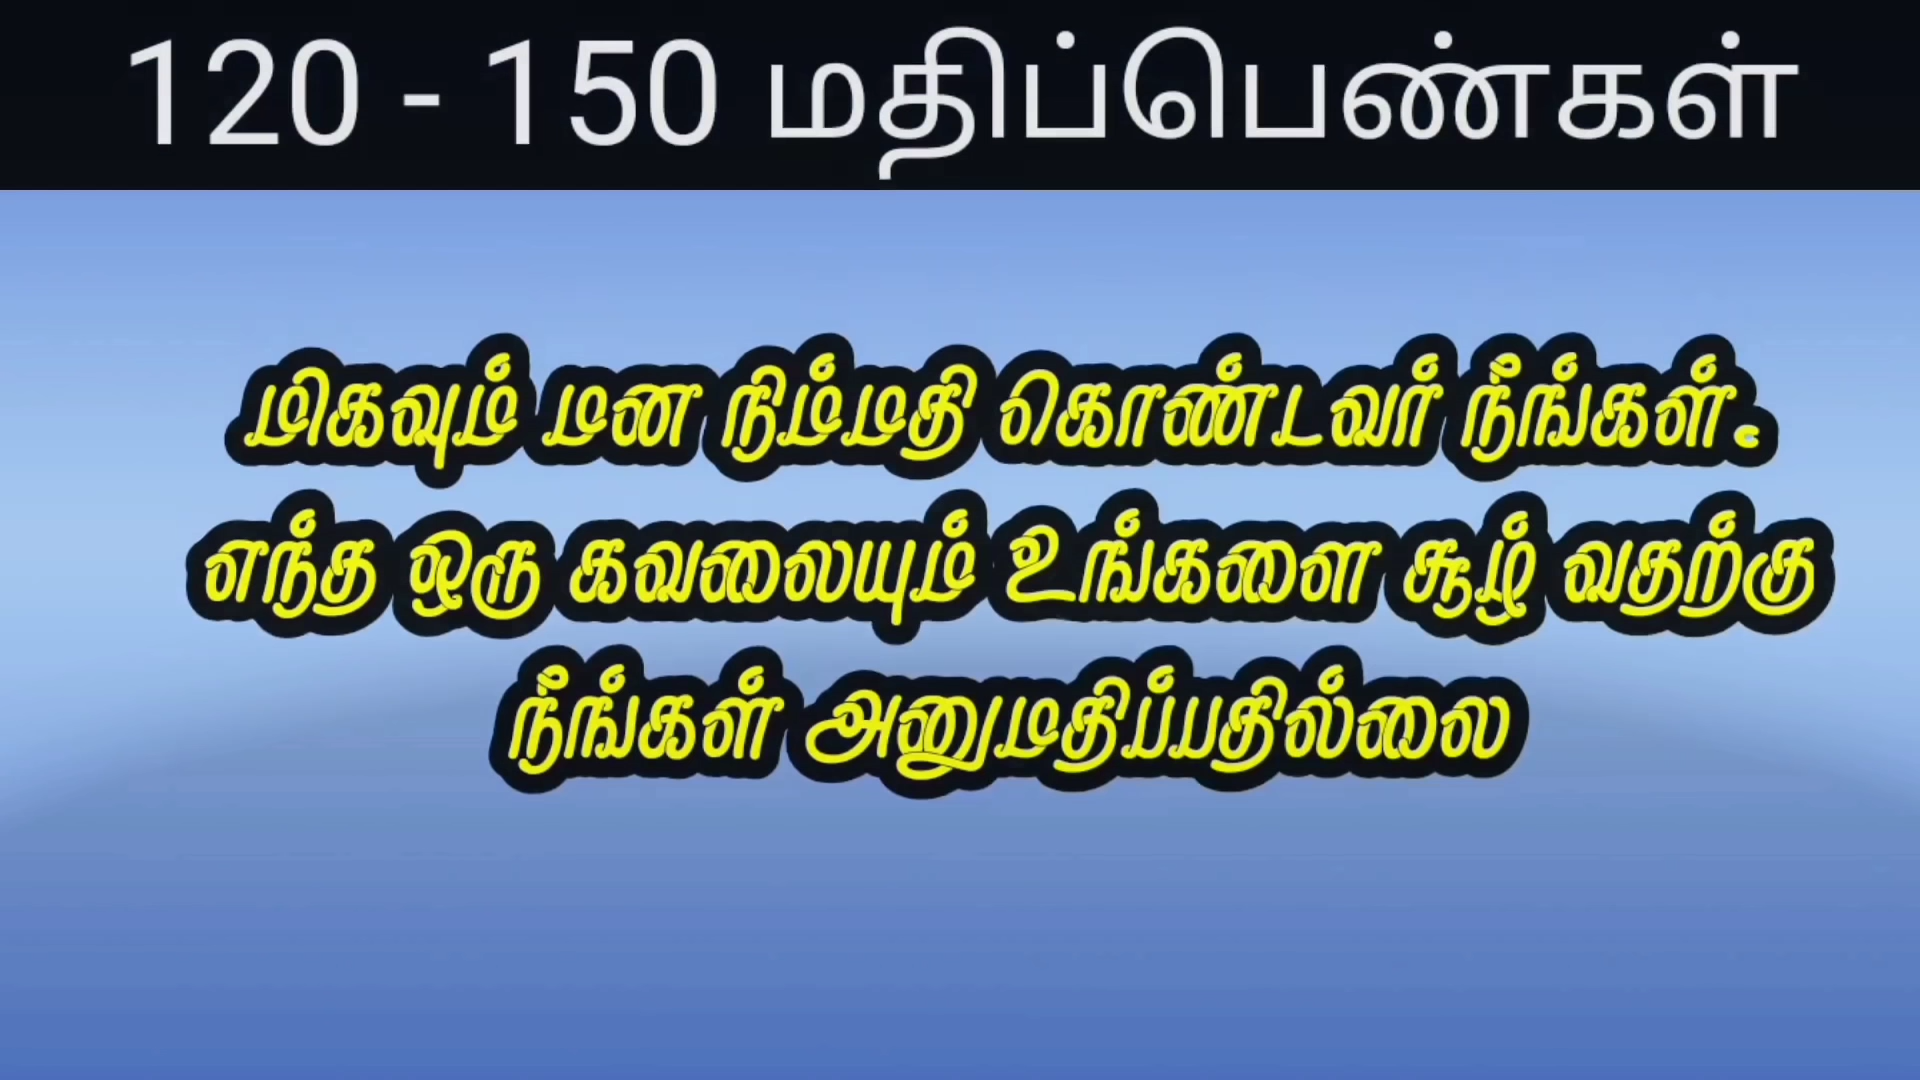 120 - 150 மதிப்பெண்கள்
மிகவும் மன நிம்மதி கொண்டவர் நீங்கள்.
எந்த ஒரு கவலையும் உங்களை சூழ் வதற்கு
நீங்கள் அனுமதிப்பதில்லை